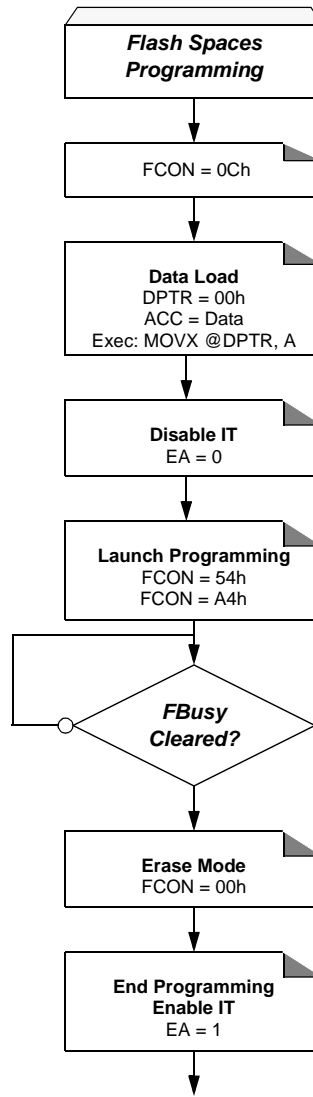 Flash Spaces
Programming
FCON = 0Ch
Data Load
DPTR = 00h
ACC = Data
Exec: MOVX @DPTR, A
Disable IT
EA = 0
Launch Programming
FCON = 54h
FCON = A4h
FBusy
Cleared?
Erase Mode
FCON = 00h
End Programming
Enable IT
EA = 1